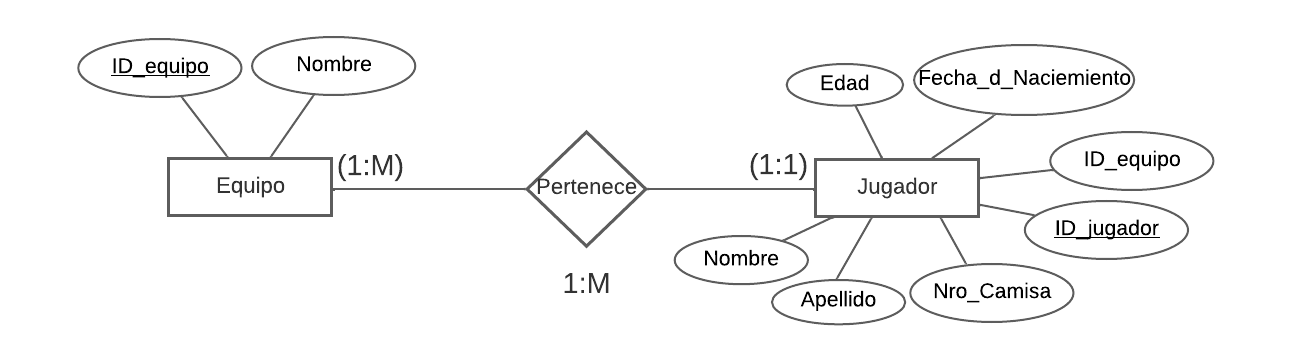 ID_equipo
Nombre
Edad
Fecha_d_Naciemiento
(1:M)
(1:1)
ID_equipo
Equipo
Pertenece
Jugador
ID_jugador
Nombre
1:M
Apellido
Nro_Camisa